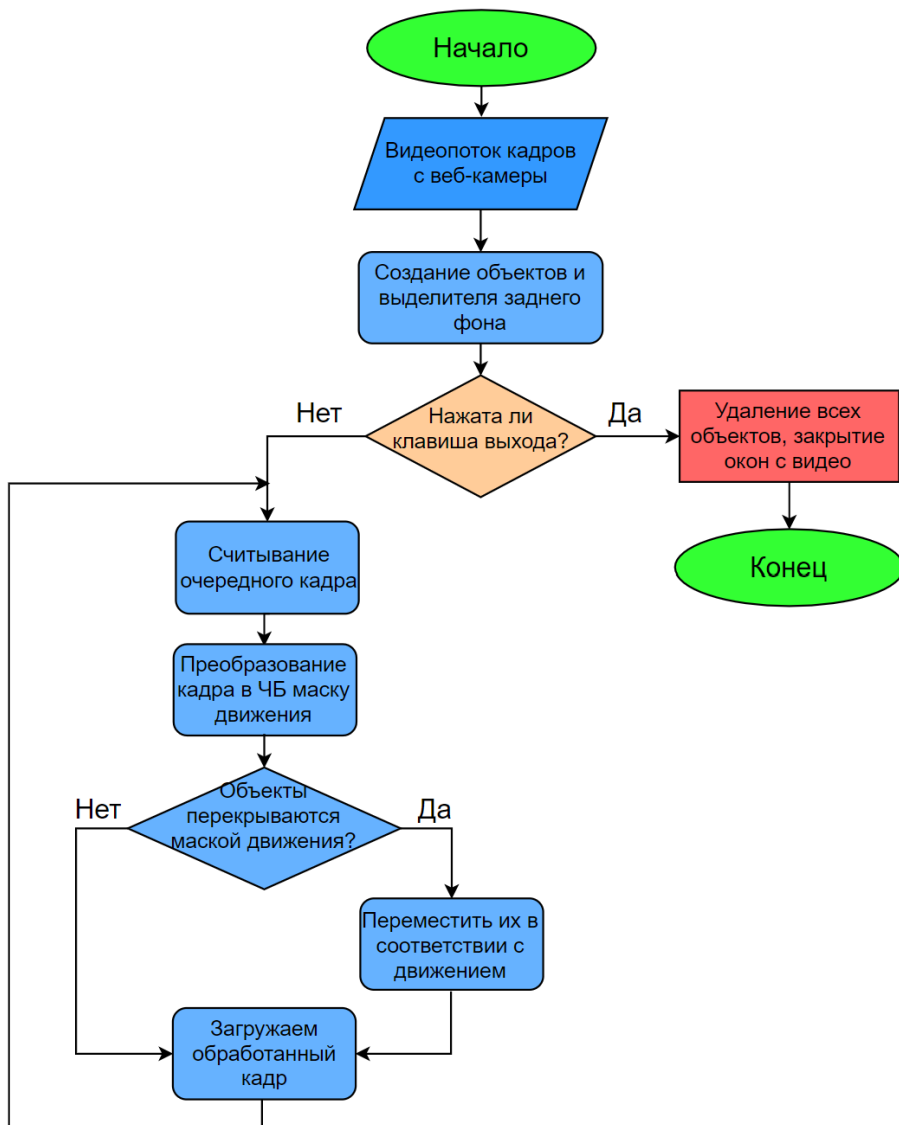 Начало
Видеопоток кадров
с веб-камеры
Создание объектов и
выделителя заднего
фона
Нет
Нажата ли
клавиша выхода?
Да
Удаление всех
объектов, закрытие
окон с видео
Конец
Считывание
очередного кадра
Преобразование
кадра в ЧБ маску
движения
Нет
Объекты
перекрываются
маской движения?
Да
Переместить их в
соответствии с
движением
Загружаем
обработанный
кадр